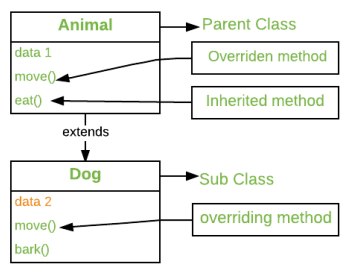 Animal
Parent Class
data 1
Overriden method
move()
eat()
Inherited method
extends
Dog
Sub Class
data 2
move()
overriding method
bark()